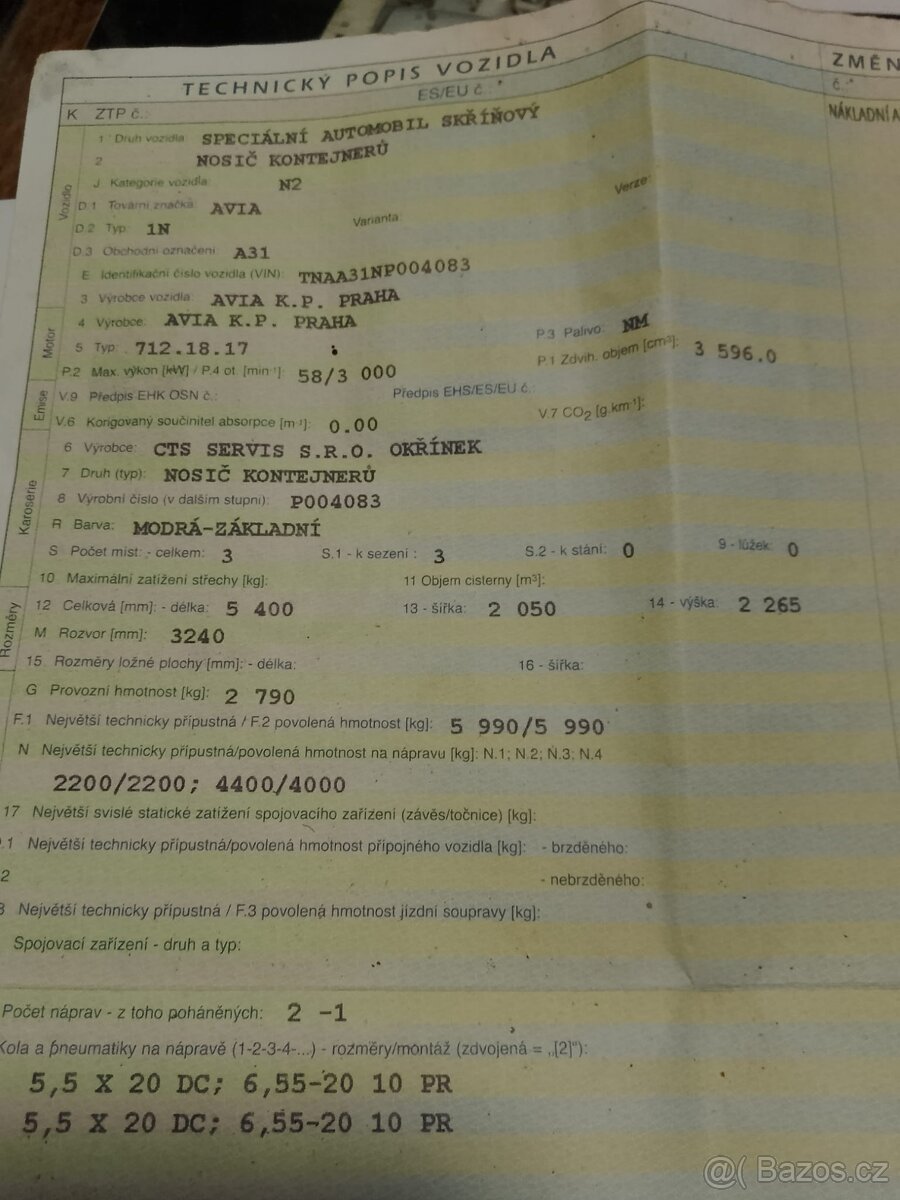 TECHNICKÝ POPIS VOZIDLA
ZMĚN
K ZTP č.: ES/EU č.: *
č. *
NÁKLADNÍ A
Vozidlo
1 Druh vozidla: SPECIÁLNÍ AUTOMOBIL SKŘÍŇOVÝ
2 NOSIČ KONTEJNERŮ
J Kategorie vozidla: N2
D.1 Tovární značka: AVIA Verze:
D.2 Typ: 1N Varianta:
D.3 Obchodní označení: A31
E Identifikační číslo vozidla (VIN): TNAA31NP004083
3 Výrobce vozidla: AVIA K.P. PRAHA
Motor
4 Výrobce: AVIA K.P. PRAHA P.3 Palivo: NM
5 Typ: 712.18.17 P.1 Zdvih. objem [cm³]: 3 596.0
P.2 Max. výkon [kW] / P.4 ot. [min⁻¹]: 58/3 000
Emise
V.9 Předpis EHK OSN č.: Předpis EHS/ES/EU č.:
V.6 Korigovaný součinitel absorpce [m⁻¹]: 0.00 V.7 CO₂ [g.km⁻¹]:
Karoserie
6 Výrobce: CTS SERVIS S.R.O. OKŘÍNEK
7 Druh (typ): NOSIČ KONTEJNERŮ
8 Výrobní číslo (v dalším stupni): P004083
R Barva: MODRÁ-ZÁKLADNÍ
S Počet míst: - celkem: 3 S.1 - k sezení : 3 S.2 - k stání: 0 9 - lůžek: 0
10 Maximální zatížení střechy [kg]: 11 Objem cisterny [m³]:
Rozměry
12 Celková [mm]: - délka: 5 400 13 - šířka: 2 050 14 - výška: 2 265
M Rozvor [mm]: 3240
15 Rozměry ložné plochy [mm]: - délka: 16 - šířka:
G Provozní hmotnost [kg]: 2 790
F.1 Největší technicky přípustná / F.2 povolená hmotnost [kg]: 5 990/5 990
N Největší technicky přípustná/povolená hmotnost na nápravu [kg]: N.1; N.2; N.3; N.4
2200/2200; 4400/4000
17 Největší svislé statické zatížení spojovacího zařízení (závěs/točnice) [kg]:
.1 Největší technicky přípustná/povolená hmotnost přípojného vozidla [kg]: - brzděného:
2 - nebrzděného:
Největší technicky přípustná / F.3 povolená hmotnost jízdní soupravy [kg]:
Spojovací zařízení - druh a typ:
Počet náprav - z toho poháněných: 2 -1
Kola a pneumatiky na nápravě (1-2-3-4-...) - rozměry/montáž (zdvojená = „[2]"):
5,5 X 20 DC; 6,55-20 10 PR
5,5 X 20 DC; 6,55-20 10 PR
@( Bazos.cz